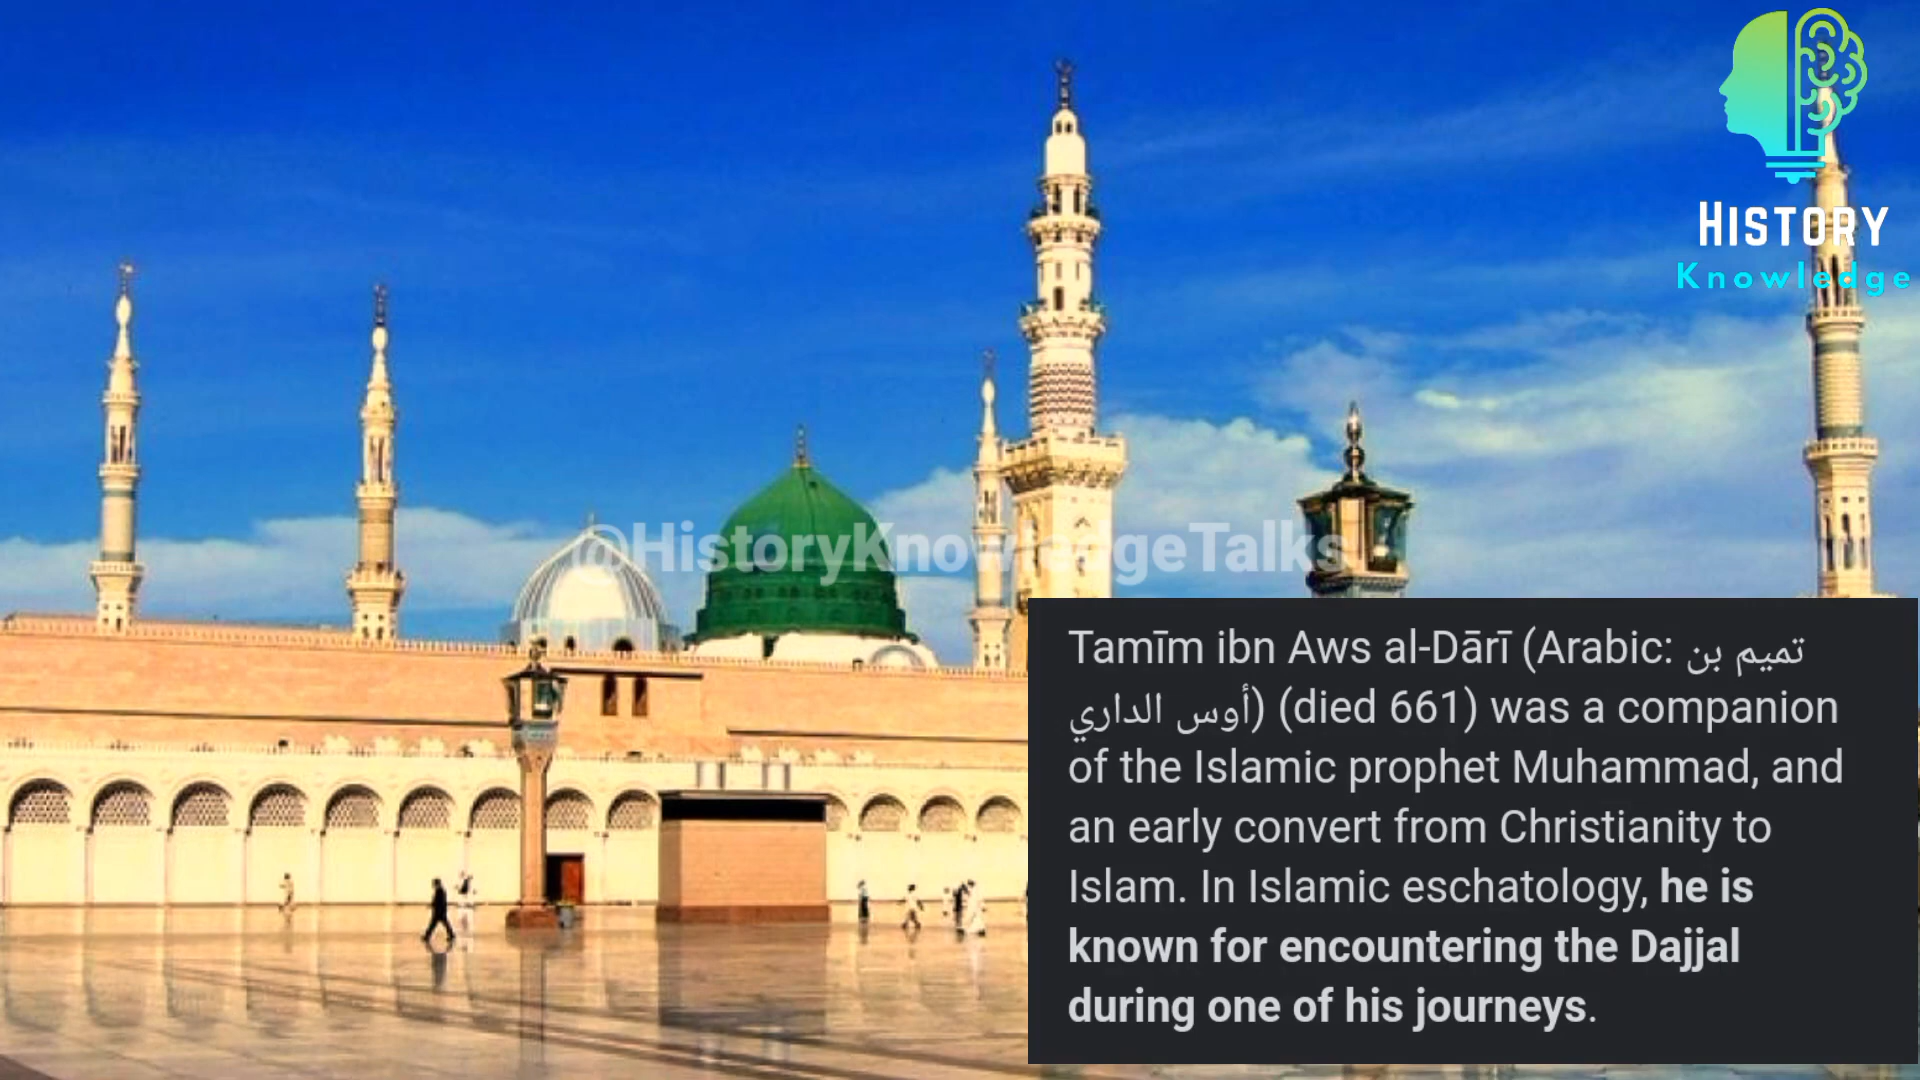 HISTORY
Knowledge
@HistoryKnowledgeTalks
Tamīm ibn Aws al-Dārī (Arabic: تميم بن
أوس الداري) (died 661) was a companion
of the Islamic prophet Muhammad, and
an early convert from Christianity to
Islam. In Islamic eschatology, he is
known for encountering the Dajjal
during one of his journeys.